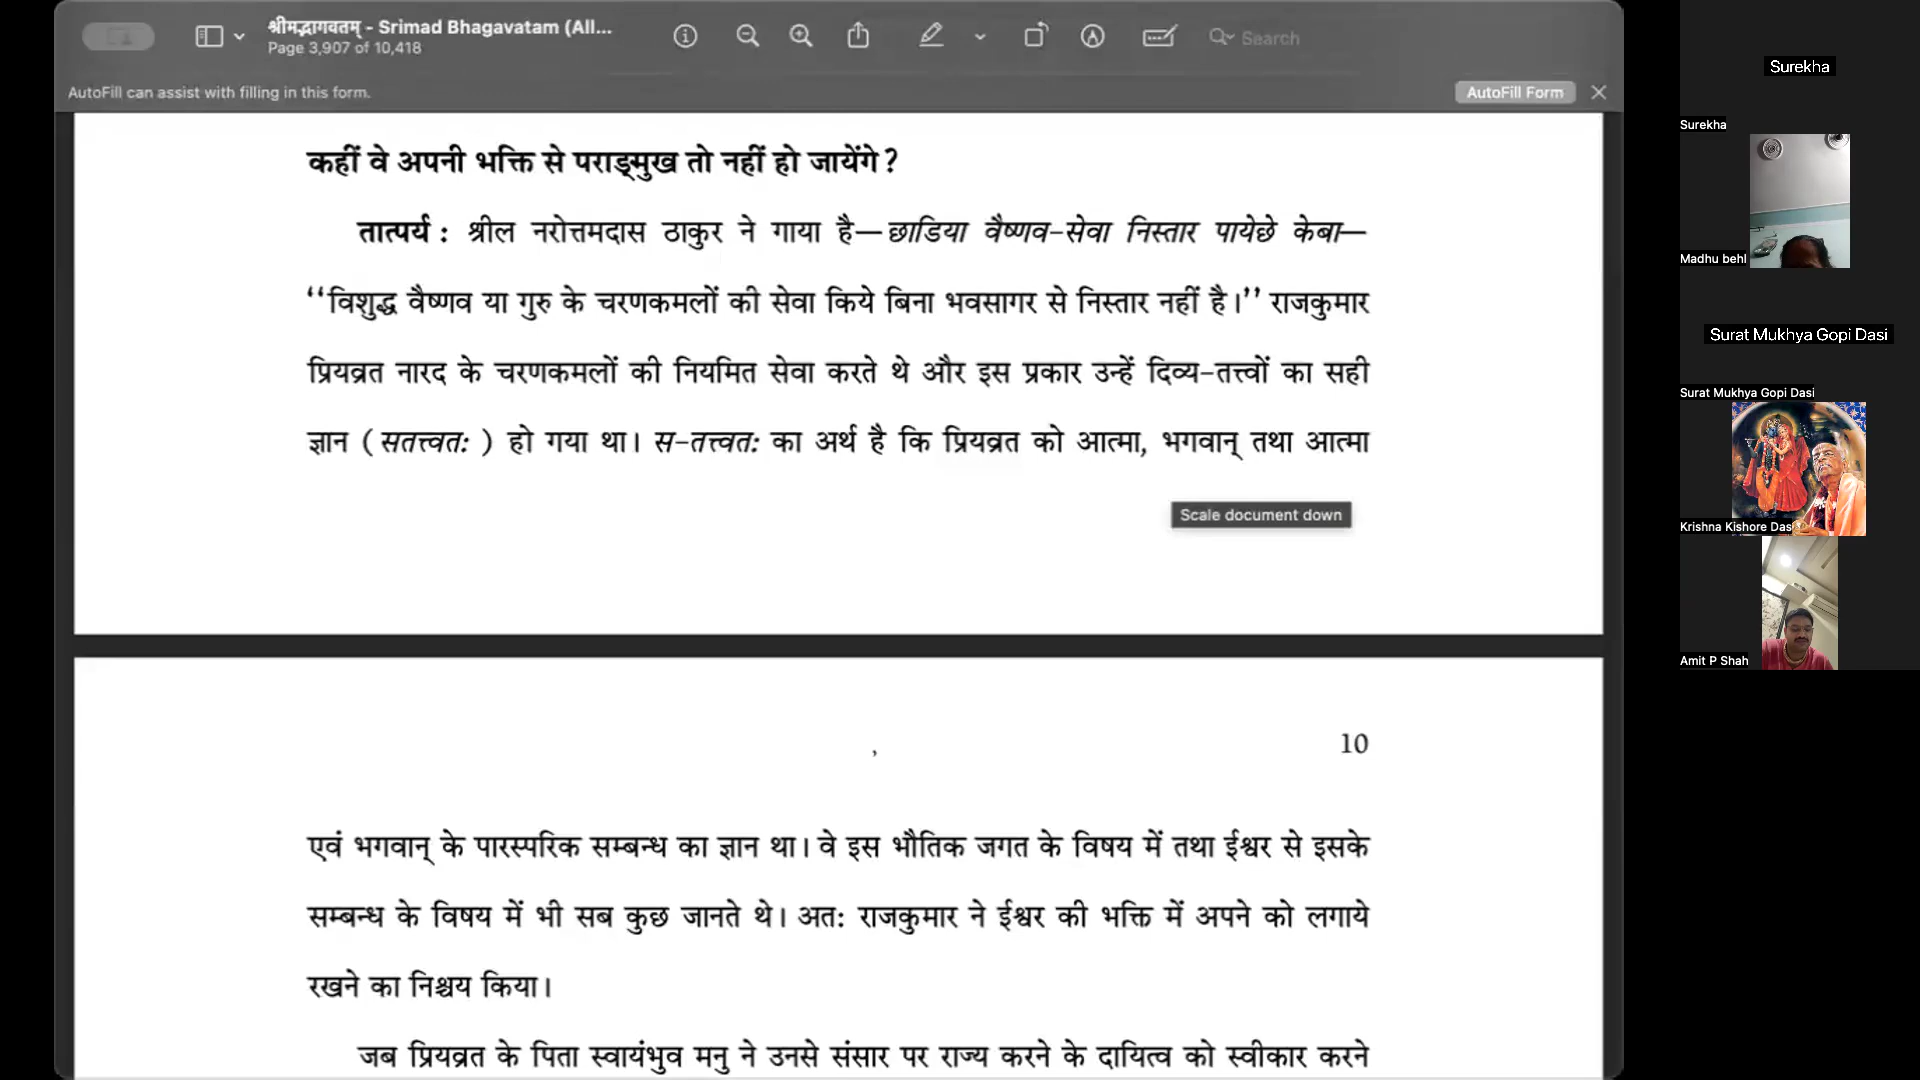 श्रीमद्भागवतम् - Srimad Bhagavatam (All...
Page 3,907 of 10,418
Search
AutoFill can assist with filling in this form.
AutoFill Form
कहीं वे अपनी भक्ति से पराङ्मुख तो नहीं हो जायेंगे?
तात्पर्य : श्रील नरोत्तमदास ठाकुर ने गाया है—छाडिया वैष्णव-सेवा निस्तार पायेछे केबा—
‘‘विशुद्ध वैष्णव या गुरु के चरणकमलों की सेवा किये बिना भवसागर से निस्तार नहीं है।’’ राजकुमार
प्रियव्रत नारद के चरणकमलों की नियमित सेवा करते थे और इस प्रकार उन्हें दिव्य-तत्त्वों का सही
ज्ञान (सतत्त्वतः) हो गया था। स-तत्त्वतः का अर्थ है कि प्रियव्रत को आत्मा, भगवान् तथा आत्मा
Scale document down
10
एवं भगवान् के पारस्परिक सम्बन्ध का ज्ञान था। वे इस भौतिक जगत के विषय में तथा ईश्वर से इसके
सम्बन्ध के विषय में भी सब कुछ जानते थे। अतः राजकुमार ने ईश्वर की भक्ति में अपने को लगाये
रखने का निश्चय किया।
जब प्रियव्रत के पिता स्वायंभुव मनु ने उनसे संसार पर राज्य करने के दायित्व को स्वीकार करने
Surekha
Surekha
Madhu behl
Surat Mukhya Gopi Dasi
Surat Mukhya Gopi Dasi
Krishna Kishore Das
Amit P Shah